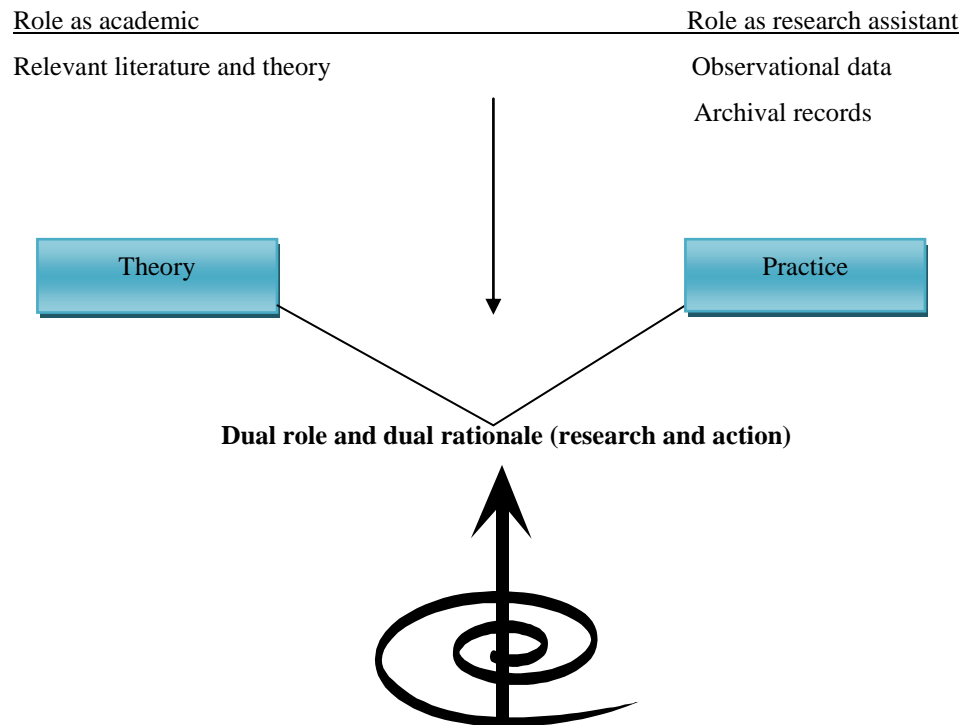 Role as academic Role as research assistant
Relevant literature and theory Observational data
Archival records
Theory Practice
Dual role and dual rationale (research and action)